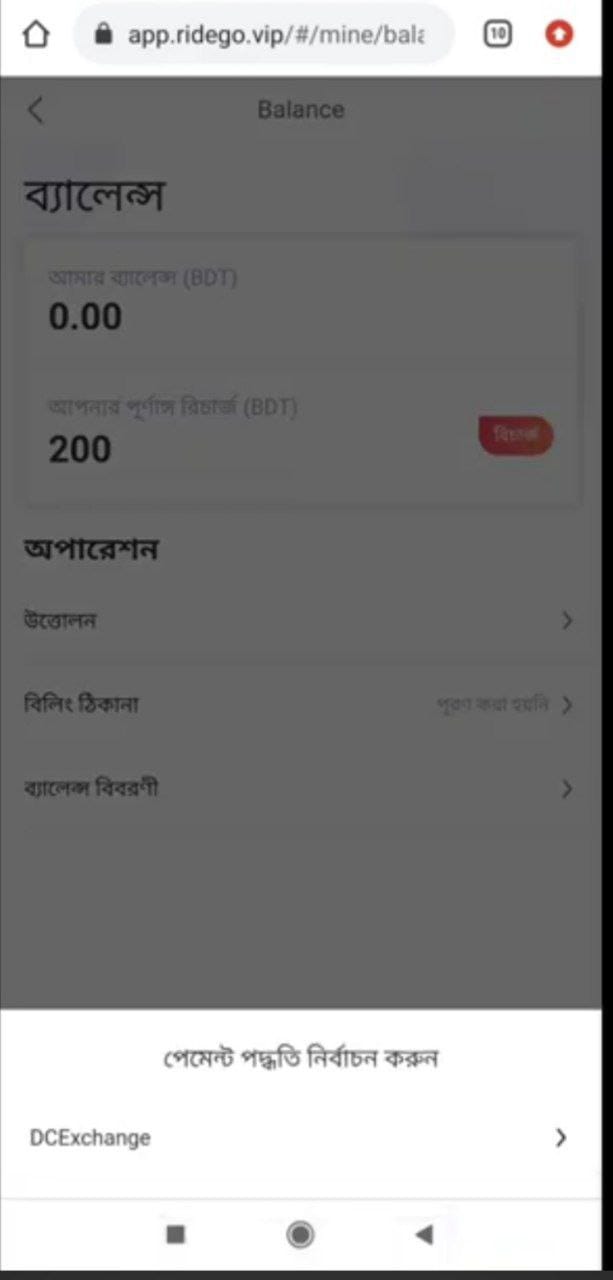 app.ridego.vip/#/mine/bala
10
Balance
ব্যালেন্স
আমার ব্যালেন্স (BDT)
0.00
আপনার পূর্ণাঙ্গ রিচার্জ (BDT)
200
রিচার্জ
অপারেশন
উত্তোলন
বিলিং ঠিকানা
পূরণ করা হয়নি
ব্যালেন্স বিবরণী
পেমেন্ট পদ্ধতি নির্বাচন করুন
DCExchange